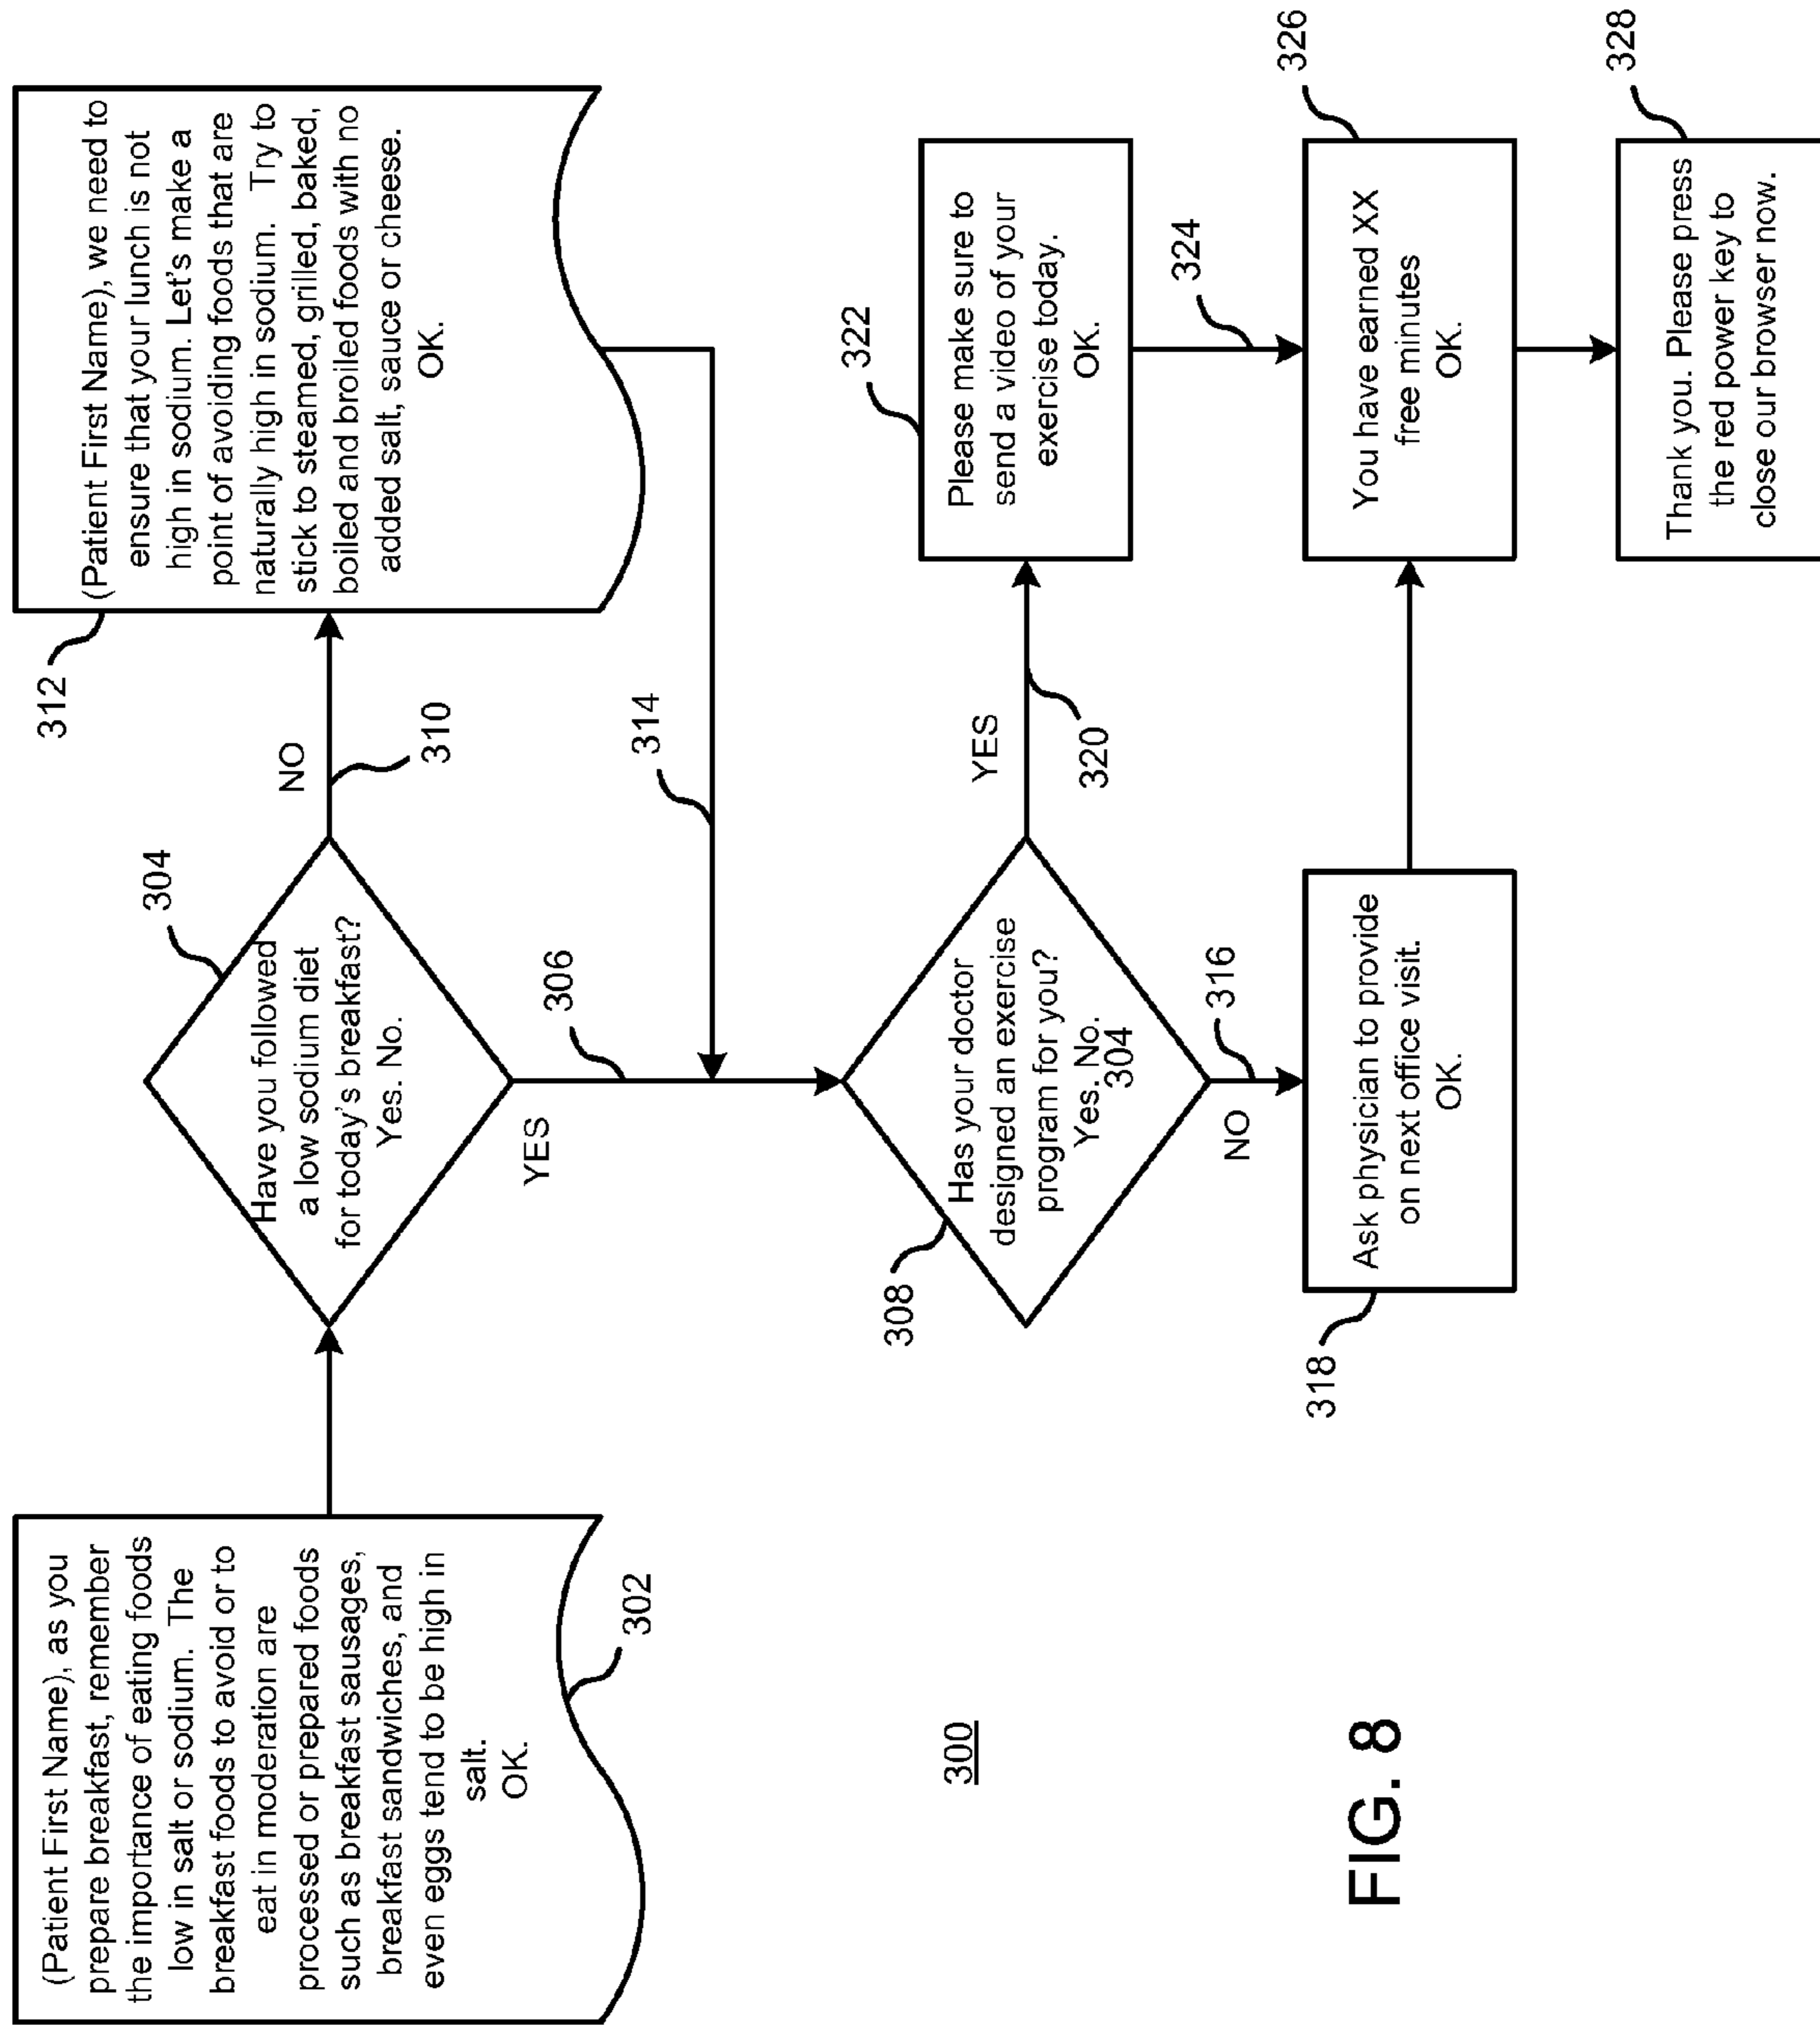 (Patient First Name), as you
prepare breakfast, remember
the importance of eating foods
low in salt or sodium. The
breakfast foods to avoid or to
eat in moderation are
processed or prepared foods
such as breakfast sausages,
breakfast sandwiches, and
even eggs tend to be high in
salt.
OK.
302
304
Have you followed
a low sodium diet
for today's breakfast?
Yes. No.
NO
310
312
(Patient First Name), we need to
ensure that your lunch is not
high in sodium. Let's make a
point of avoiding foods that are
naturally high in sodium. Try to
stick to steamed, grilled, baked,
boiled and broiled foods with no
added salt, sauce or cheese.
OK.
YES
306
314
308
Has your doctor
designed an exercise
program for you?
Yes. No.
304
YES
320
322
Please make sure to
send a video of your
exercise today.
OK.
324
NO
316
318
Ask physician to provide
on next office visit.
OK.
326
You have earned XX
free minutes
OK.
328
Thank you. Please press
the red power key to
close our browser now.
300
FIG. 8